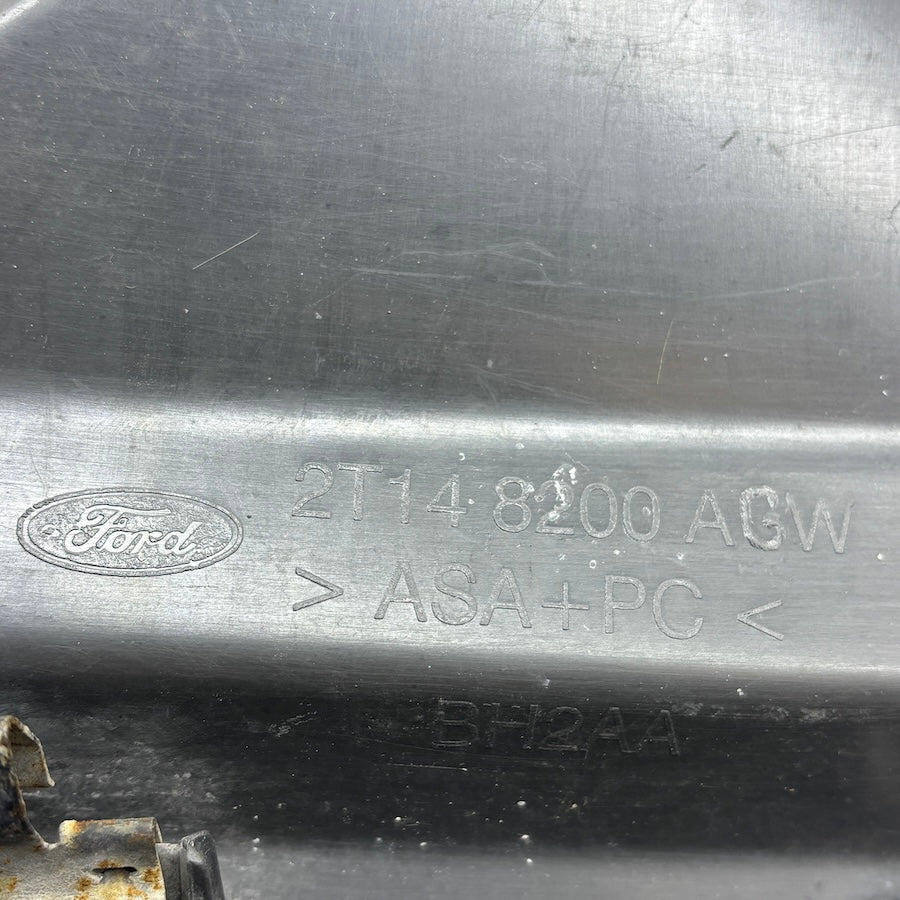 Ford
2T14 8200 AGW
> ASA+PC <
BH2AA